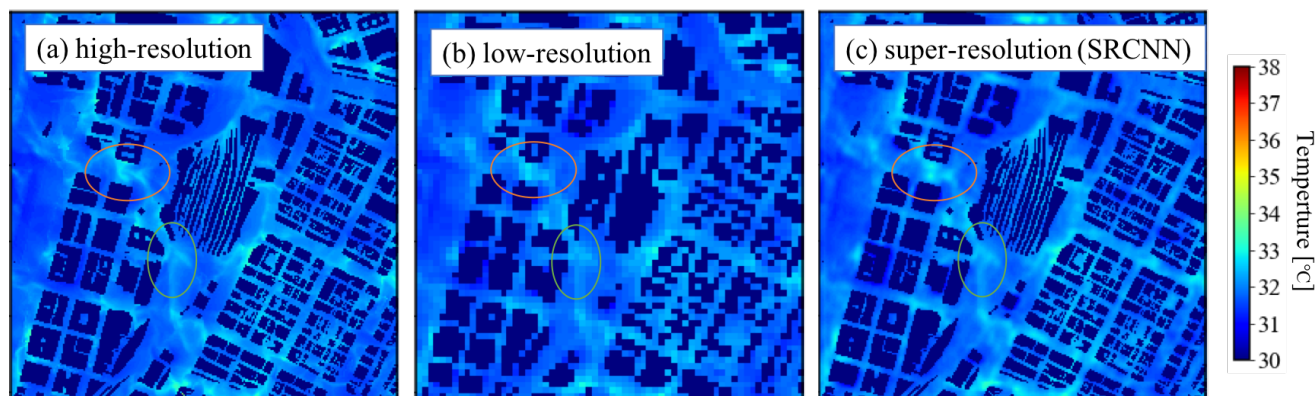 (a) high-resolution
(b) low-resolution
(c) super-resolution (SRCNN)
38
37
36
35
34
33
32
31
30
Temperture [℃]